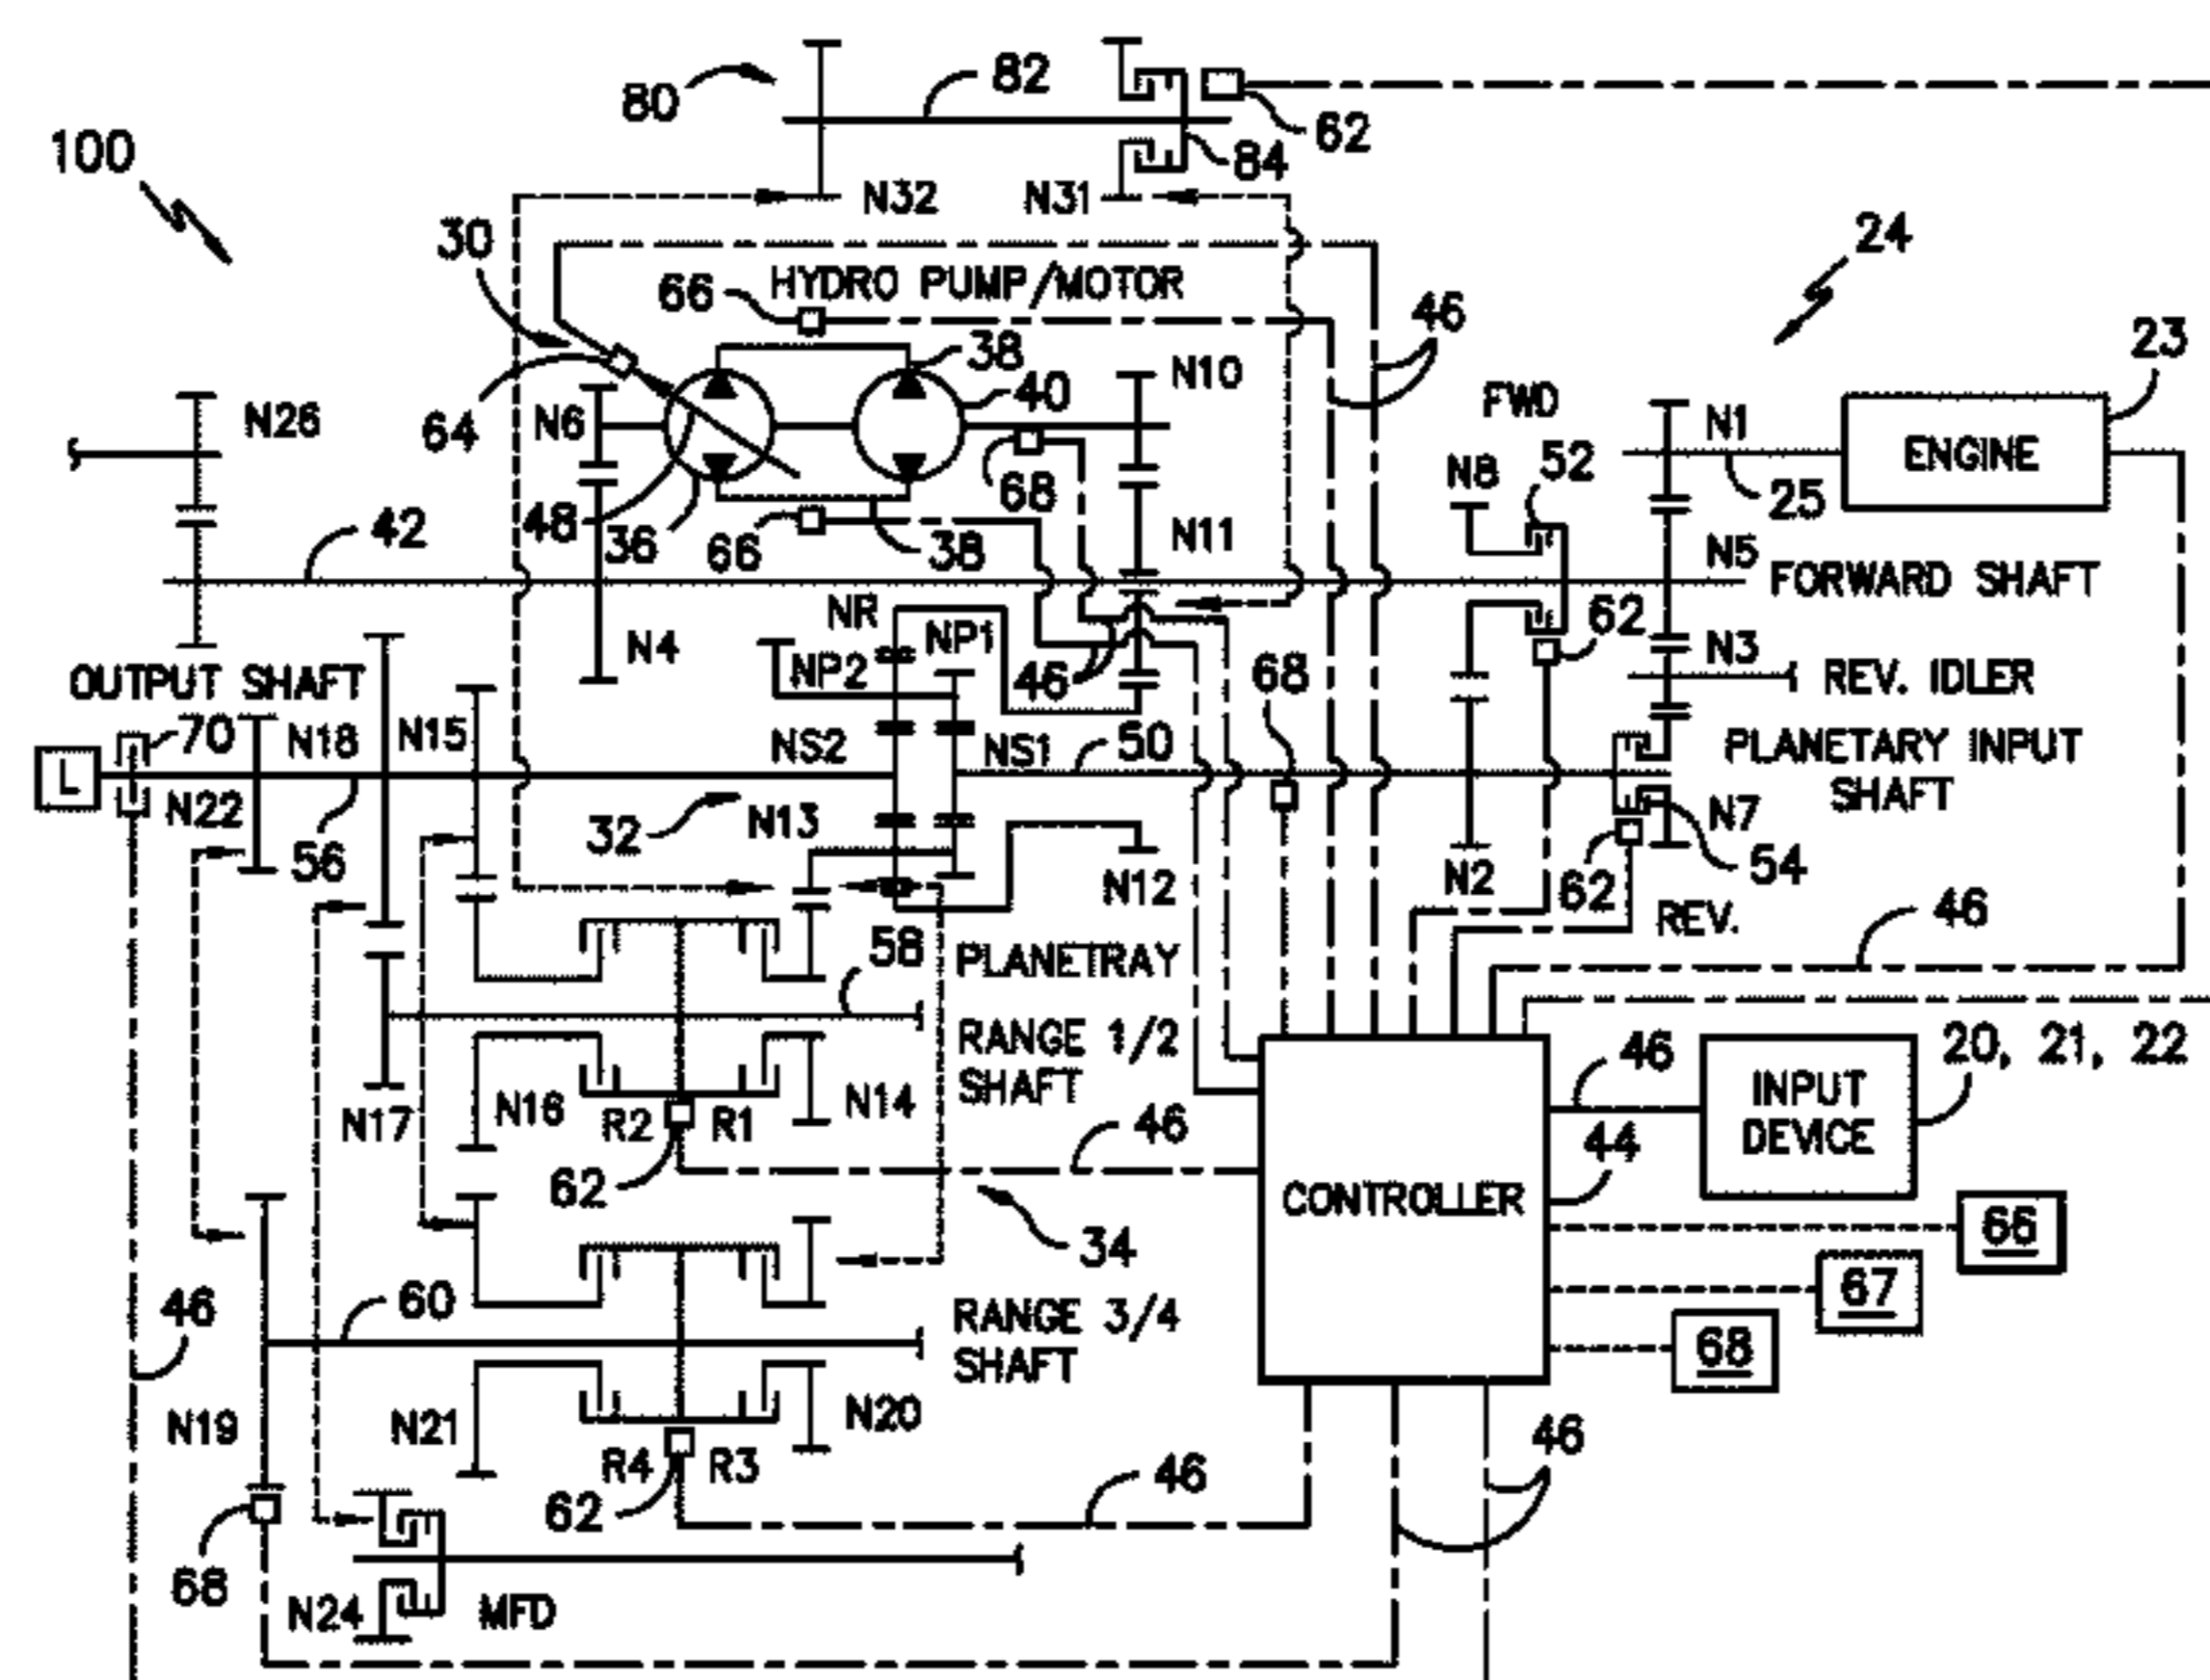 80
82
62
84
100
N32
N31
24
30
HYDRO PUMP/MOTOR
66
46
23
38
40
N10
FWD
N26
64
N6
N1
ENGINE
N8
52
68
25
48
36
66
38
N11
42
N5
FORWARD SHAFT
NR
NP1
62
N4
NP2
46
68
N3
REV. IDLER
OUTPUT SHAFT
70
N18
N15
NS2
NS1
50
PLANETARY INPUT
SHAFT
L
N22
56
32
N13
N12
N2
62
N7
54
REV.
46
58
PLANETRAY
RANGE 1/2
SHAFT
N17
N16
R2
R1
N14
62
46
46
INPUT
DEVICE
20, 21, 22
44
CONTROLLER
34
66
67
68
46
60
RANGE 3/4
SHAFT
N19
N21
R4
R3
N20
62
46
46
68
N24
MFD